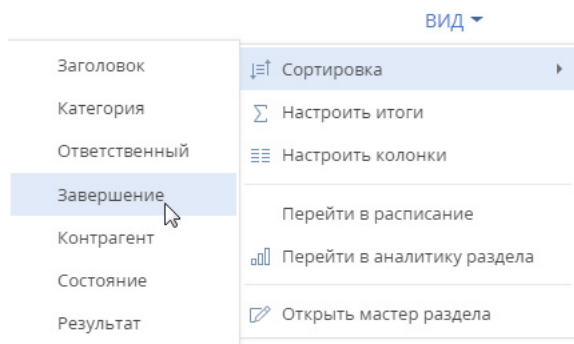 ВИД
Заголовок
Категория
Ответственный
Завершение
Контрагент
Состояние
Результат
Сортировка
Настроить итоги
Настроить колонки
Перейти в расписание
Перейти в аналитику раздела
Открыть мастер раздела